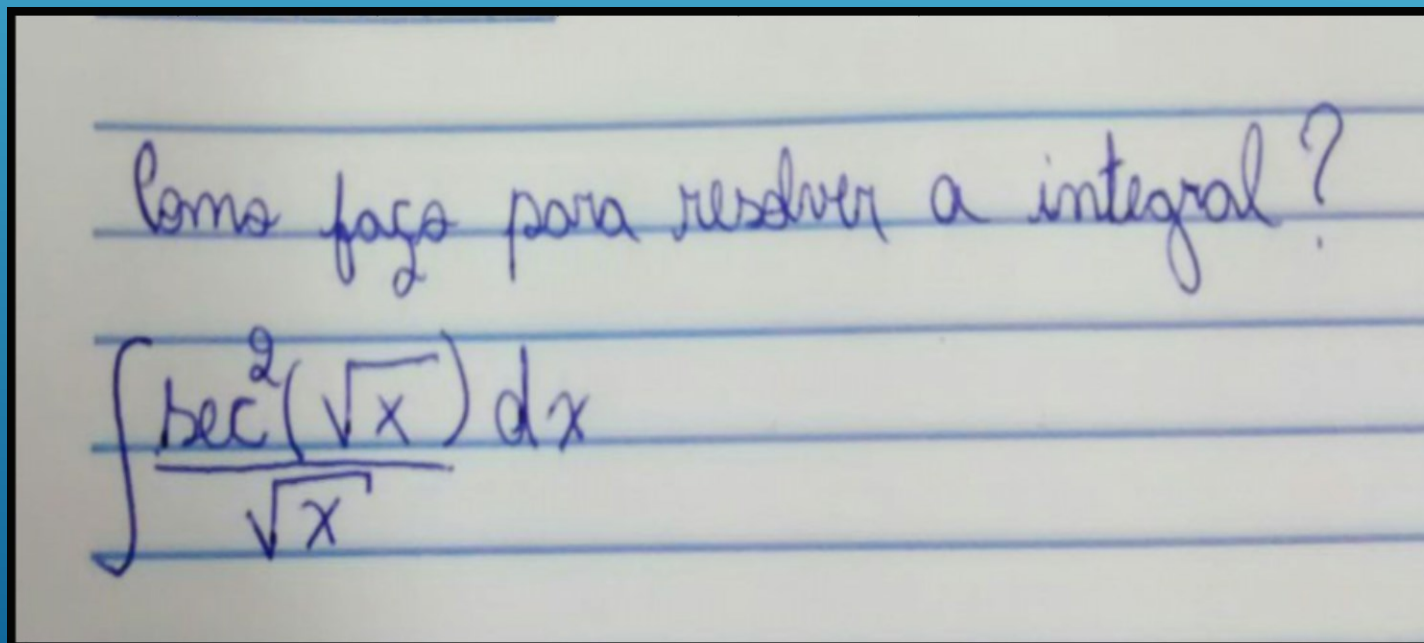 Como faço para resolver a integral?
∫ sec²(√x) dx
√x